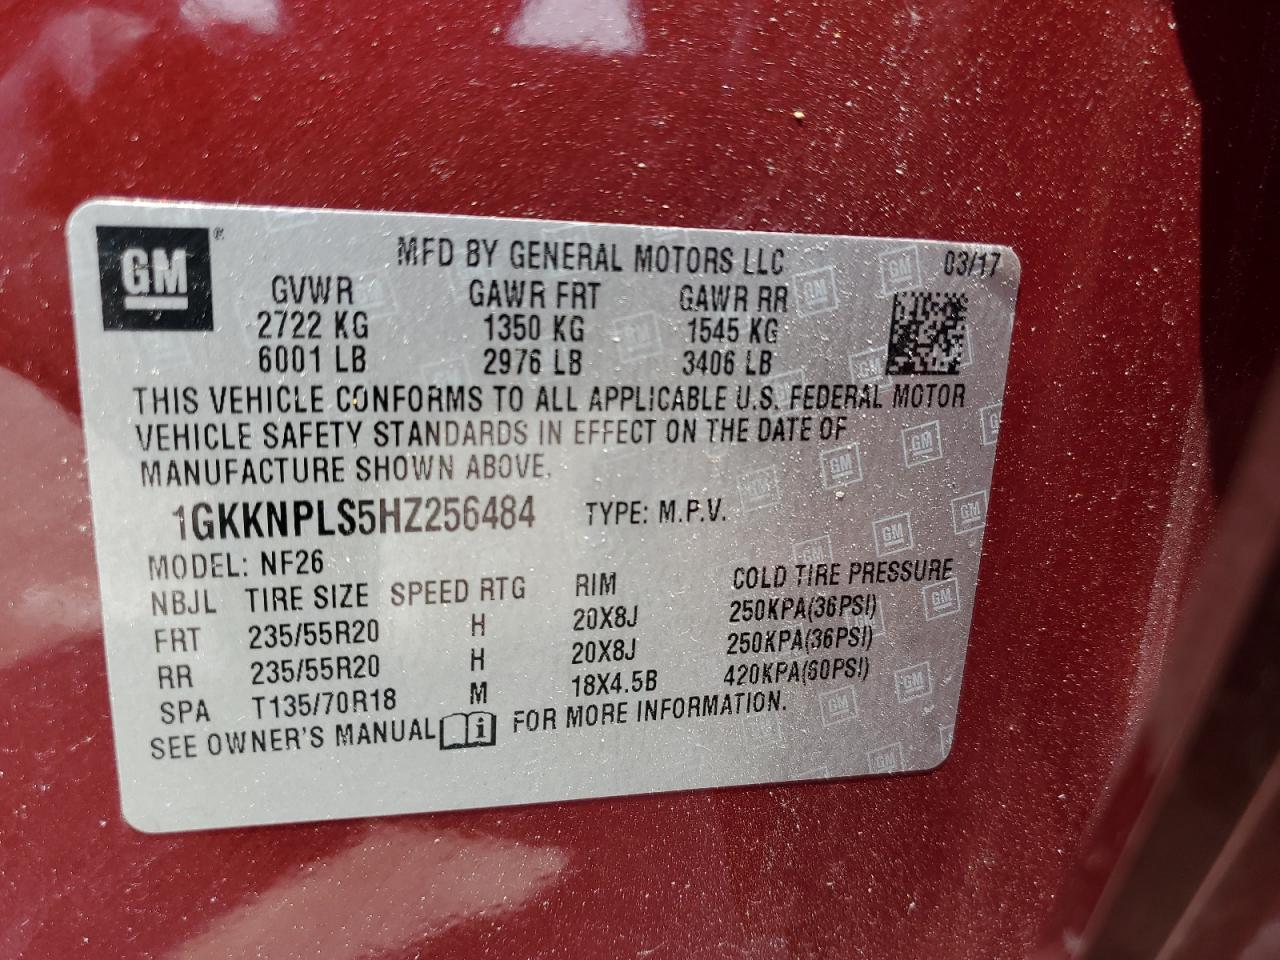 GM ® MFD BY GENERAL MOTORS LLC 03/17
GVWR GAWR FRT GAWR RR
2722 KG 1350 KG 1545 KG
6001 LB 2976 LB 3406 LB
THIS VEHICLE CONFORMS TO ALL APPLICABLE U.S. FEDERAL MOTOR
VEHICLE SAFETY STANDARDS IN EFFECT ON THE DATE OF
MANUFACTURE SHOWN ABOVE.
1GKKNPLS5HZ256484 TYPE: M.P.V.
MODEL: NF26
NBJL TIRE SIZE SPEED RTG RIM COLD TIRE PRESSURE
FRT 235/55R20 H 20X8J 250KPA(36PSI)
RR 235/55R20 H 20X8J 250KPA(36PSI)
SPA T135/70R18 M 18X4.5B 420KPA(60PSI)
SEE OWNER'S MANUAL i FOR MORE INFORMATION.